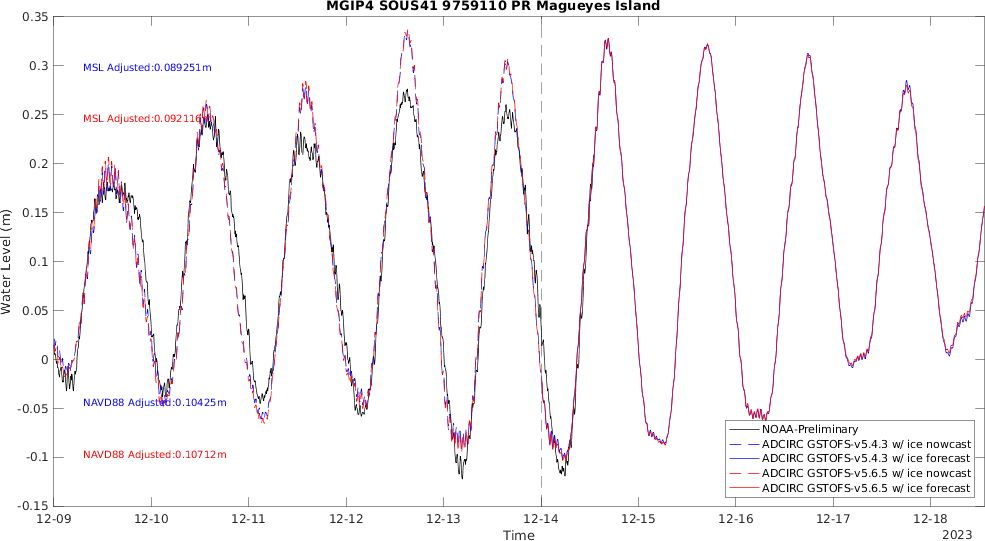 MGIP4 SOUS41 9759110 PR Magueyes Island
0.35
0.3
0.25
0.2
0.15
0.1
0.05
0
-0.05
-0.1
-0.15
Water Level (m)
MSL Adjusted:0.089251m
MSL Adjusted:0.092116m
NAVD88 Adjusted:0.10425m
NAVD88 Adjusted:0.10712m
NOAA-Preliminary
ADCIRC GSTOFS-v5.4.3 w/ ice nowcast
ADCIRC GSTOFS-v5.4.3 w/ ice forecast
ADCIRC GSTOFS-v5.6.5 w/ ice nowcast
ADCIRC GSTOFS-v5.6.5 w/ ice forecast
12-09 12-10 12-11 12-12 12-13 12-14 12-15 12-16 12-17 12-18
Time
2023